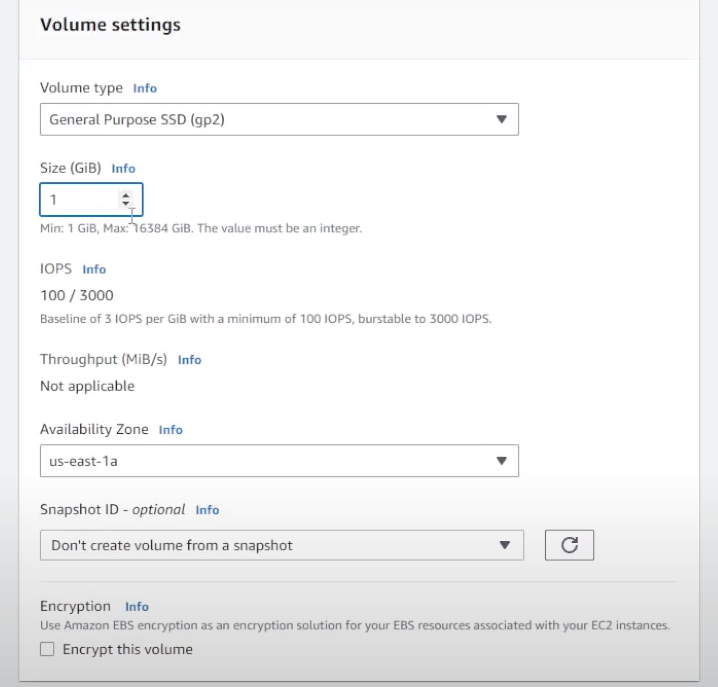 Volume settings
Volume type Info
General Purpose SSD (gp2)
Size (GiB) Info
1
Min: 1 GiB, Max: 16384 GiB. The value must be an integer.
IOPS Info
100 / 3000
Baseline of 3 IOPS per GiB with a minimum of 100 IOPS, burstable to 3000 IOPS.
Throughput (MiB/s) Info
Not applicable
Availability Zone Info
us-east-1a
Snapshot ID - optional Info
Don't create volume from a snapshot
Encryption Info
Use Amazon EBS encryption as an encryption solution for your EBS resources associated with your EC2 instances.
Encrypt this volume